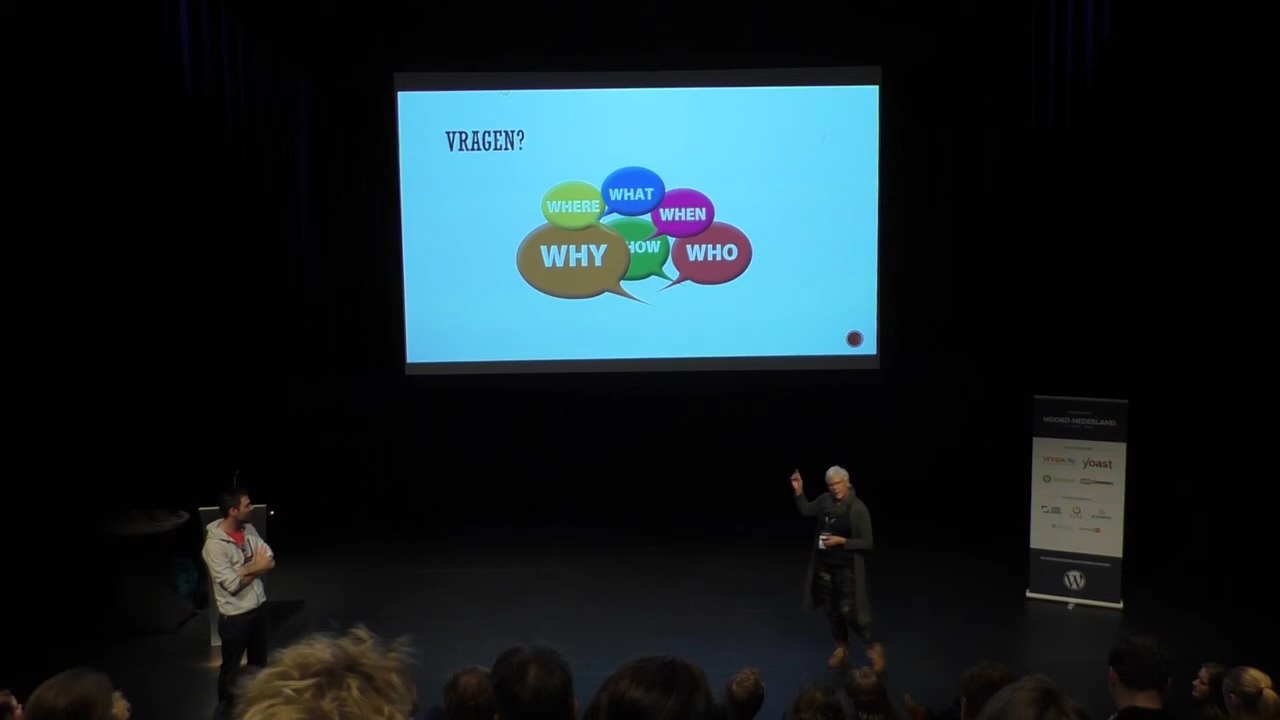 VRAGEN?
WHAT
WHERE
WHEN
HOW
WHY
WHO
NOORD-NEDERLAND
yoast